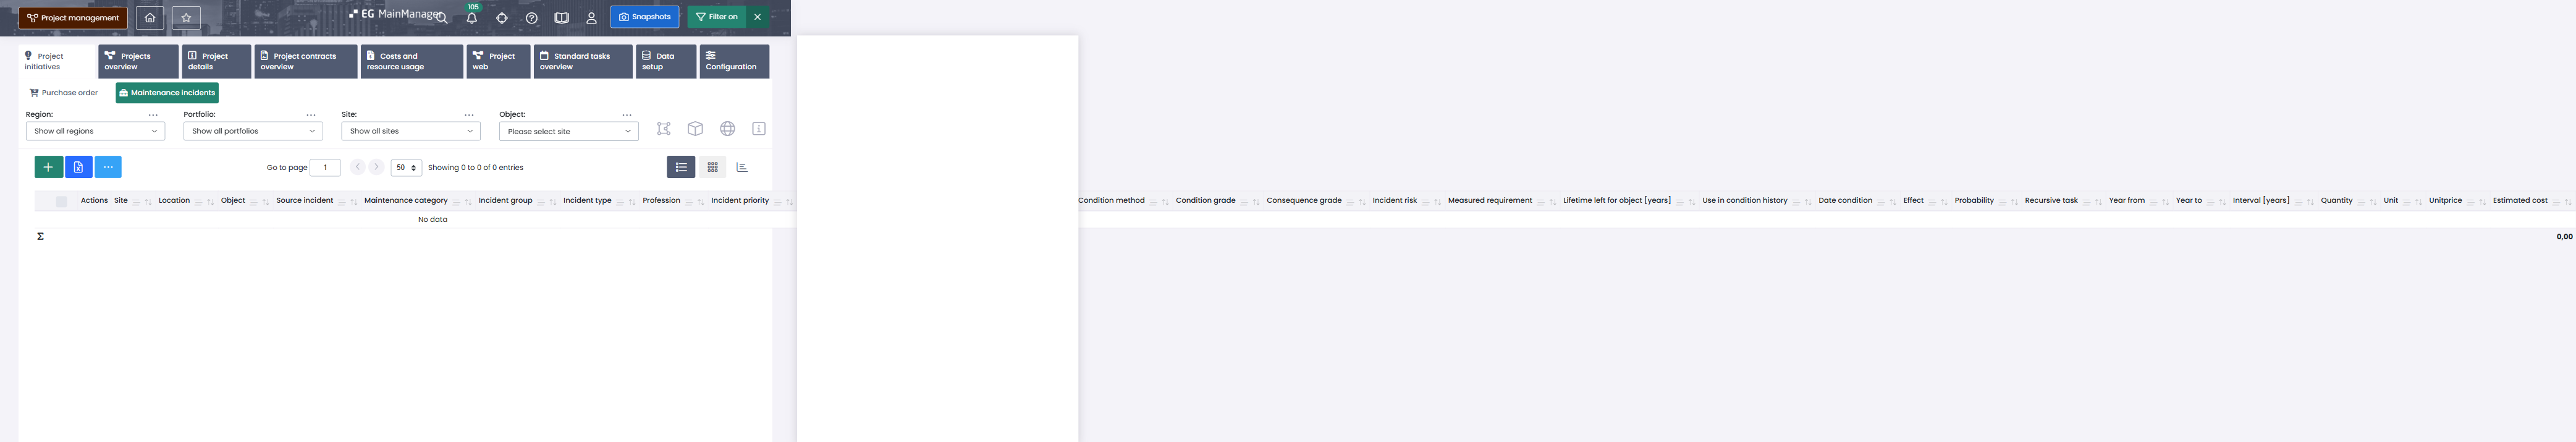 Project management
EG MainManager
105
Snapshots
Filter on
Project initiatives
Projects overview
Project details
Project contracts overview
Costs and resource usage
Project web
Standard tasks overview
Data setup
Configuration
Purchase order
Maintenance incidents
Region: ...
Portfolio: ...
Site: ...
Object: ...
Show all regions
Show all portfolios
Show all sites
Please select site
Go to page 1
50
Showing 0 to 0 of 0 entries
Actions Site Location Object Source incident Maintenance category Incident group Incident type Profession Incident priority Condition method Condition grade Consequence grade Incident risk Measured requirement Lifetime left for object [years] Use in condition history Date condition Effect Probability Recursive task Year from Year to Interval [years] Quantity Unit Unitprice Estimated cost
No data
Σ 0,00